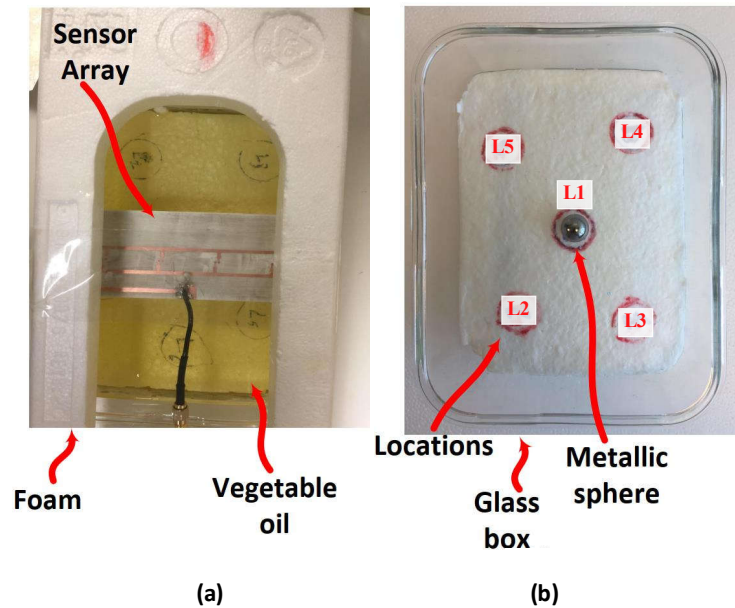 Sensor
Array
Foam
Vegetable
oil
(a)
L5
L4
L1
L2
L3
Locations
Glass
box
Metallic
sphere
(b)